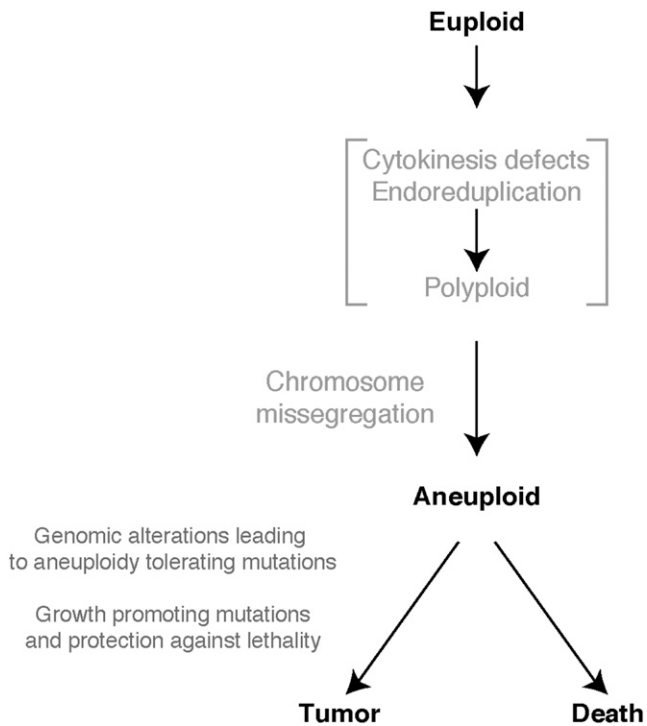 Euploid
Cytokinesis defects
Endoreduplication
Polyploid
Chromosome
missegregation
Aneuploid
Genomic alterations leading
to aneuploidy tolerating mutations
Growth promoting mutations
and protection against lethality
Tumor
Death